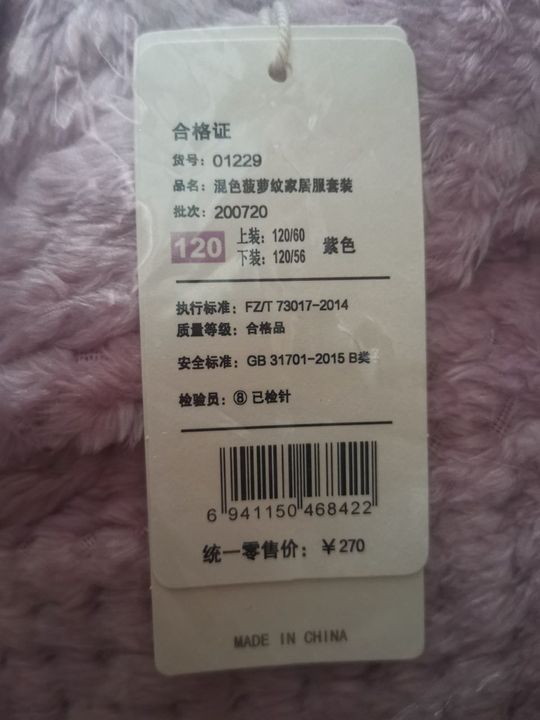 合格证
货号：01229
品名：混色菠萝纹家居服套装
批次：200720
120 上装：120/60 紫色
下装：120/56
执行标准：FZ/T 73017-2014
质量等级：合格品
安全标准：GB 31701-2015 B类
检验员：⑧ 已检针
6 941150 468422
统一零售价：￥270
MADE IN CHINA